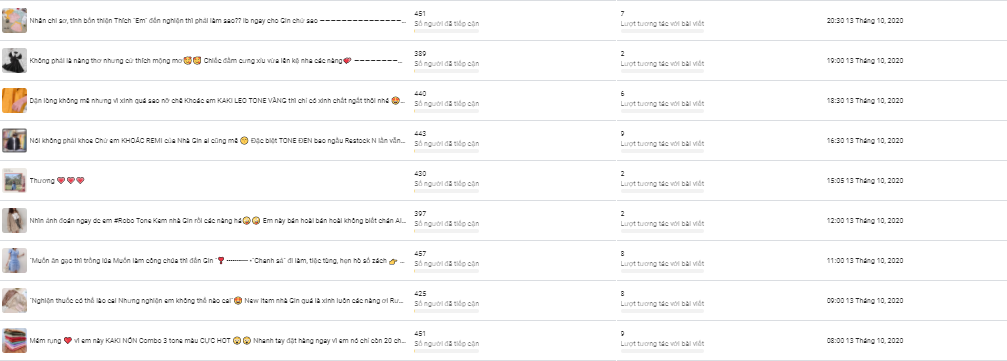 Nhân chi sơ, tính bổn thiện Thích "Em" đến nghiện thì phải làm sao?? Ib ngay cho Gin chứ sao ————————————————...
451
Số người đã tiếp cận
7
Lượt tương tác với bài viết
20:30 13 Tháng 10, 2020
Không phải là nàng thơ nhưng cứ thích mộng mơ🥰🥰 Chiếc đầm cưng xỉu vừa lên kệ nha các nàng💖 ————————...
389
Số người đã tiếp cận
2
Lượt tương tác với bài viết
19:00 13 Tháng 10, 2020
Dặn lòng không mê nhưng vì xinh quá sao nỡ chê Khoác em KAKI LEO TONE VÀNG thì chỉ có xinh chất ngất thôi nhé 😍...
440
Số người đã tiếp cận
6
Lượt tương tác với bài viết
18:30 13 Tháng 10, 2020
Nói không phải khoe Chứ em KHOÁC REMI của Nhà Gin ai cũng mê 😁 Đặc biệt TONE ĐEN bao ngầu Restock N lần vẫn...
443
Số người đã tiếp cận
9
Lượt tương tác với bài viết
16:30 13 Tháng 10, 2020
Thương ❤️❤️❤️
430
Số người đã tiếp cận
2
Lượt tương tác với bài viết
15:05 13 Tháng 10, 2020
Nhìn ảnh đoán ngay dc em #Robo Tone Kem nhà Gin rồi các nàng hả😜😜 Em này bán hoài bán hoài không biết chán Al...
397
Số người đã tiếp cận
2
Lượt tương tác với bài viết
12:00 13 Tháng 10, 2020
"Muốn ăn gạo thì trồng lúa Muốn làm công chúa thì đến Gin "❣️ ---------- •"Chanh sả" đi làm, tiệc tùng, hẹn hò số zách 👉 ...
457
Số người đã tiếp cận
8
Lượt tương tác với bài viết
11:00 13 Tháng 10, 2020
"Nghiện thuốc có thể lào cai Nhưng nghiện em không thể nào cai"😍 New item nhà Gin quá là xinh luôn các nàng ơi Rư...
425
Số người đã tiếp cận
8
Lượt tương tác với bài viết
09:00 13 Tháng 10, 2020
Mém rụng ❤️ vì em này KAKI NỐN Combo 3 tone màu CỰC HOT 😱😱 Nhanh tay đặt hàng ngay vì em nó chỉ còn 20 ch...
451
Số người đã tiếp cận
9
Lượt tương tác với bài viết
08:00 13 Tháng 10, 2020